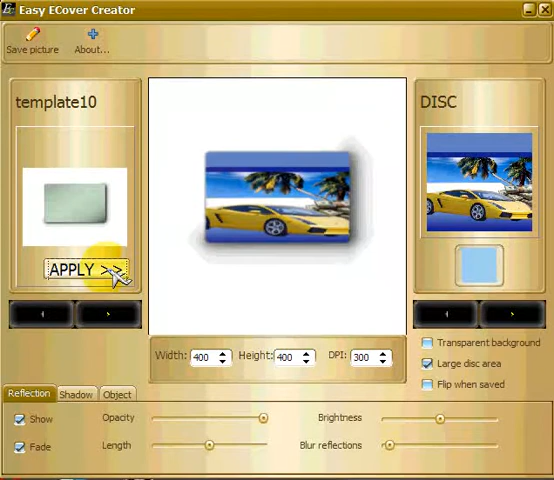 Ec Easy ECover Creator
Save picture About...
template10
DISC
APPLY >>
Width: 400 Height: 400 DPI: 300
Transparent background
Large disc area
Flip when saved
Reflection Shadow Object
Show Opacity Brightness
Fade Length Blur reflections